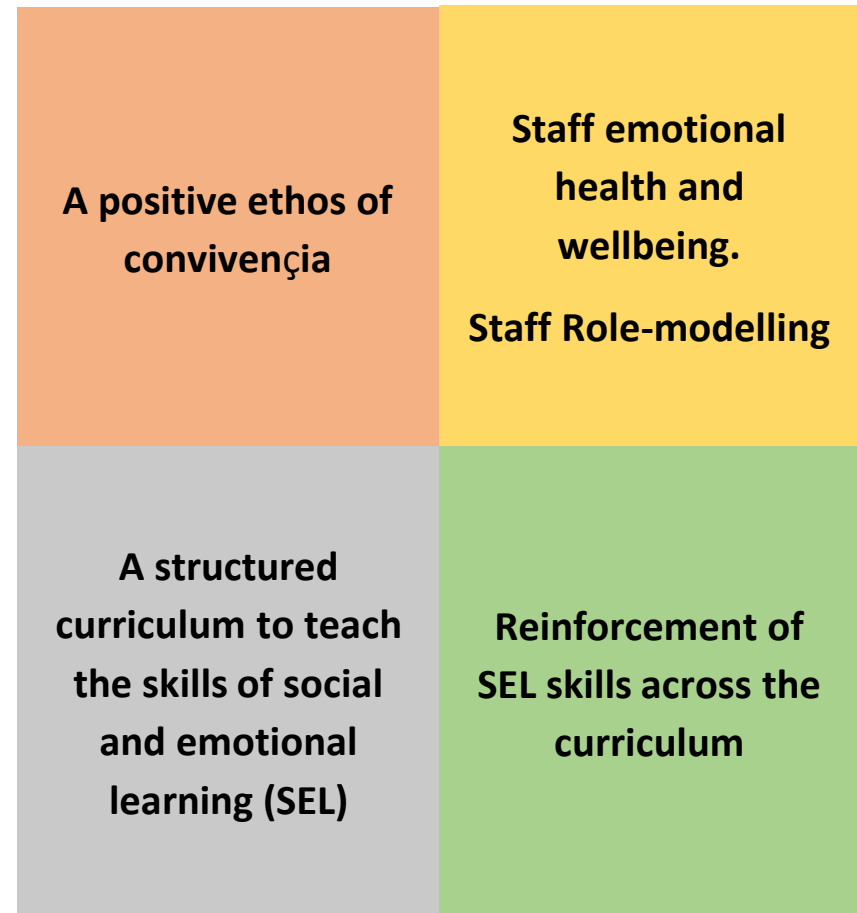 A positive ethos of
convivençia
Staff emotional
health and
wellbeing.
Staff Role-modelling
A structured
curriculum to teach
the skills of social
and emotional
learning (SEL)
Reinforcement of
SEL skills across the
curriculum